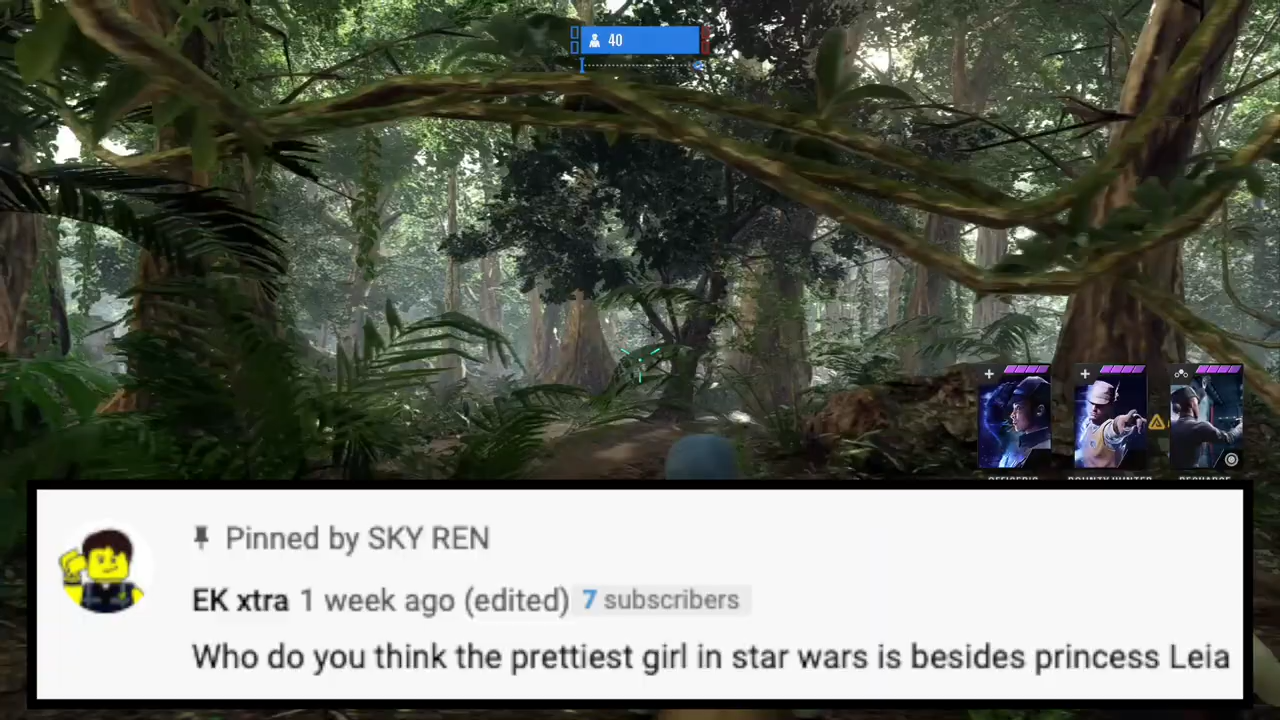 40
Pinned by SKY REN
EK xtra 1 week ago (edited) 7 subscribers
Who do you think the prettiest girl in star wars is besides princess Leia